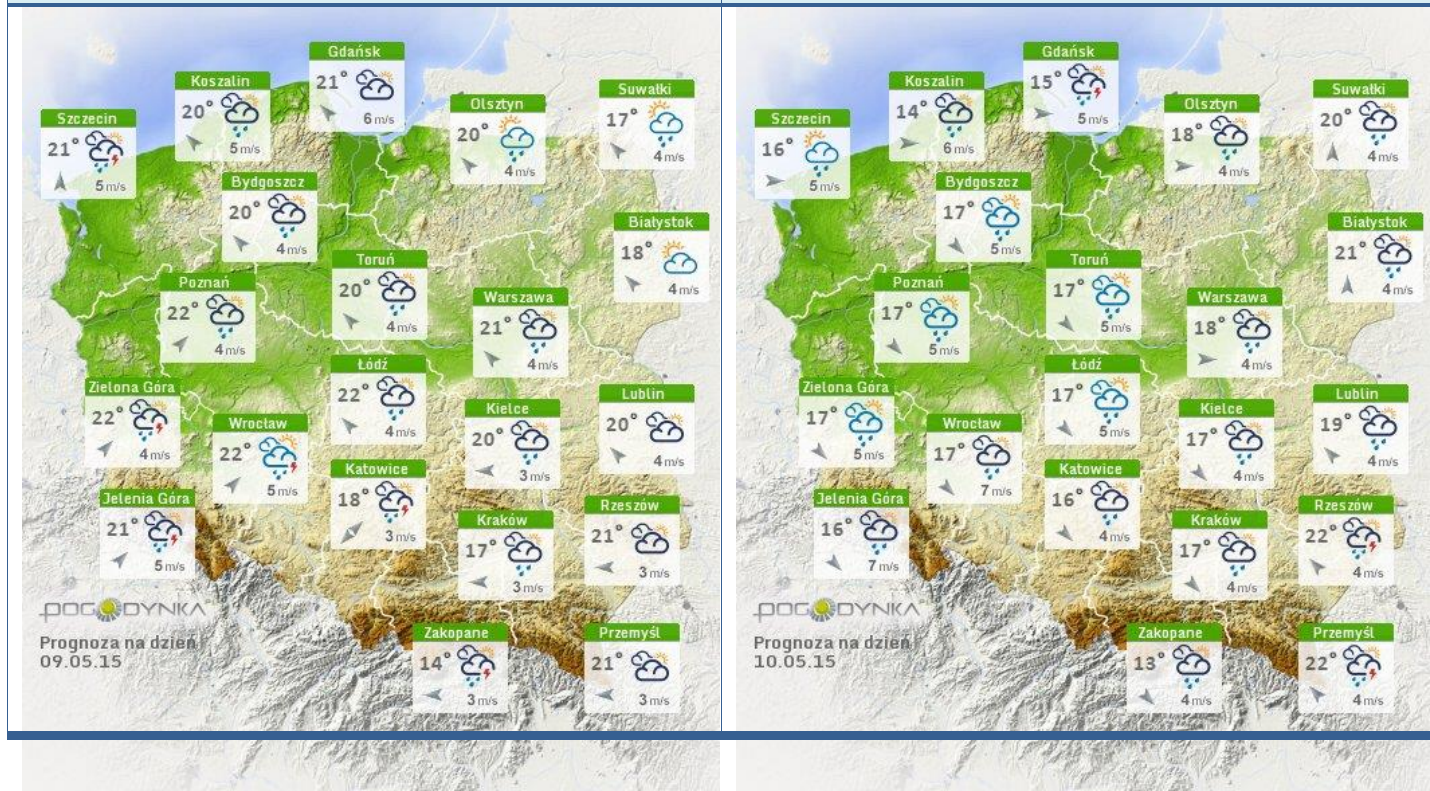 Gdańsk
21°
6 m/s
Koszalin
20°
5 m/s
Suwałki
17°
4 m/s
Olsztyn
20°
4 m/s
Szczecin
21°
5 m/s
Bydgoszcz
20°
4 m/s
Białystok
18°
4 m/s
Toruń
20°
4 m/s
Poznań
22°
4 m/s
Warszawa
21°
4 m/s
Łódź
22°
4 m/s
Zielona Góra
22°
4 m/s
Lublin
20°
4 m/s
Kielce
20°
3 m/s
Wrocław
22°
5 m/s
Katowice
18°
3 m/s
Jelenia Góra
21°
5 m/s
Rzeszów
21°
3 m/s
Kraków
17°
3 m/s
POGODYNKA
Zakopane
14°
3 m/s
Przemyśl
21°
3 m/s
Prognoza na dzień
09.05.15
Gdańsk
15°
5 m/s
Koszalin
14°
6 m/s
Suwałki
20°
4 m/s
Olsztyn
18°
4 m/s
Szczecin
16°
5 m/s
Bydgoszcz
17°
5 m/s
Białystok
21°
4 m/s
Toruń
17°
5 m/s
Poznań
17°
5 m/s
Warszawa
18°
4 m/s
Łódź
17°
5 m/s
Zielona Góra
17°
5 m/s
Lublin
19°
4 m/s
Kielce
17°
4 m/s
Wrocław
17°
7 m/s
Katowice
16°
4 m/s
Jelenia Góra
16°
7 m/s
Rzeszów
22°
4 m/s
Kraków
17°
4 m/s
POGODYNKA
Zakopane
13°
4 m/s
Przemyśl
22°
4 m/s
Prognoza na dzień
10.05.15